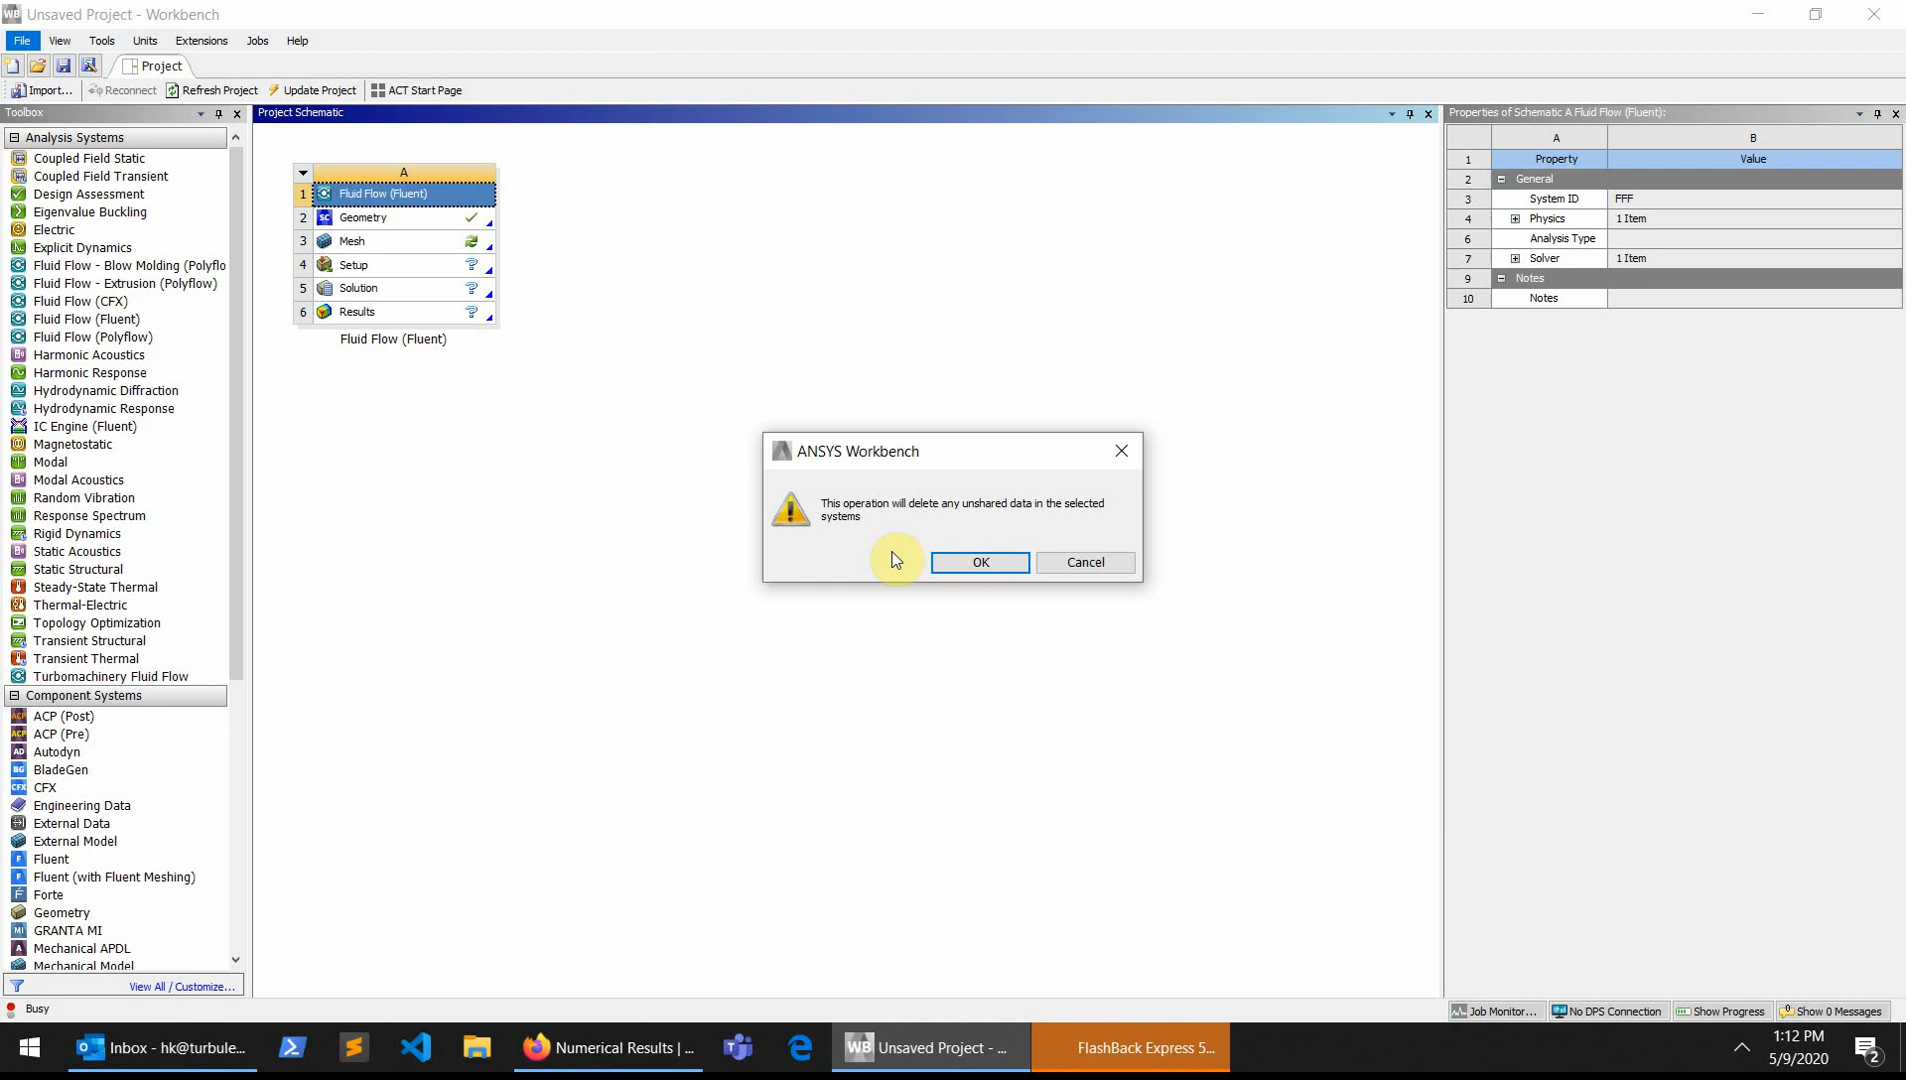 WB Unsaved Project - Workbench
File View Tools Units Extensions Jobs Help
Project
Import... Reconnect Refresh Project Update Project ACT Start Page
Toolbox
Analysis Systems
Coupled Field Static
Coupled Field Transient
Design Assessment
Eigenvalue Buckling
Electric
Explicit Dynamics
Fluid Flow - Blow Molding (Polyflo
Fluid Flow - Extrusion (Polyflow)
Fluid Flow (CFX)
Fluid Flow (Fluent)
Fluid Flow (Polyflow)
Harmonic Acoustics
Harmonic Response
Hydrodynamic Diffraction
Hydrodynamic Response
IC Engine (Fluent)
Magnetostatic
Modal
Modal Acoustics
Random Vibration
Response Spectrum
Rigid Dynamics
Static Acoustics
Static Structural
Steady-State Thermal
Thermal-Electric
Topology Optimization
Transient Structural
Transient Thermal
Turbomachinery Fluid Flow
Component Systems
ACP ACP (Post)
ACP ACP (Pre)
AD Autodyn
BG BladeGen
CFX CFX
Engineering Data
External Data
External Model
F Fluent
F Fluent (with Fluent Meshing)
F Forte
Geometry
MI GRANTA MI
A Mechanical APDL
Mechanical Model
View All / Customize...
Project Schematic
A
1 Fluid Flow (Fluent)
2 SC Geometry
3 Mesh
4 Setup ?
5 Solution ?
6 Results ?
Fluid Flow (Fluent)
ANSYS Workbench
This operation will delete any unshared data in the selected
systems
OK Cancel
Properties of Schematic A Fluid Flow (Fluent):
A B
1 Property Value
2 General
3 System ID FFF
4 Physics 1 Item
6 Analysis Type
7 Solver 1 Item
9 Notes
10 Notes
Busy
Job Monitor... No DPS Connection Show Progress Show 0 Messages
Inbox - hk@turbule...
Numerical Results | ...
WB Unsaved Project - ...
FlashBack Express 5...
1:12 PM
5/9/2020
2